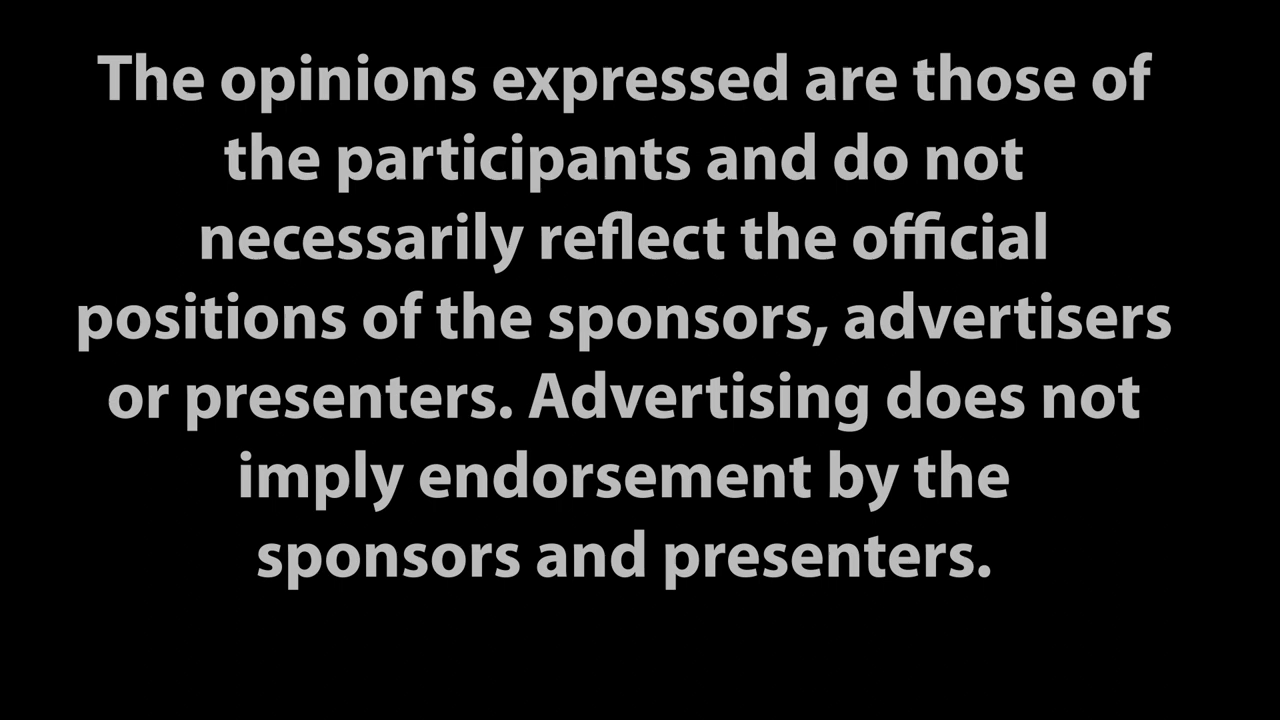 The opinions expressed are those of
the participants and do not
necessarily reflect the official
positions of the sponsors, advertisers
or presenters. Advertising does not
imply endorsement by the
sponsors and presenters.